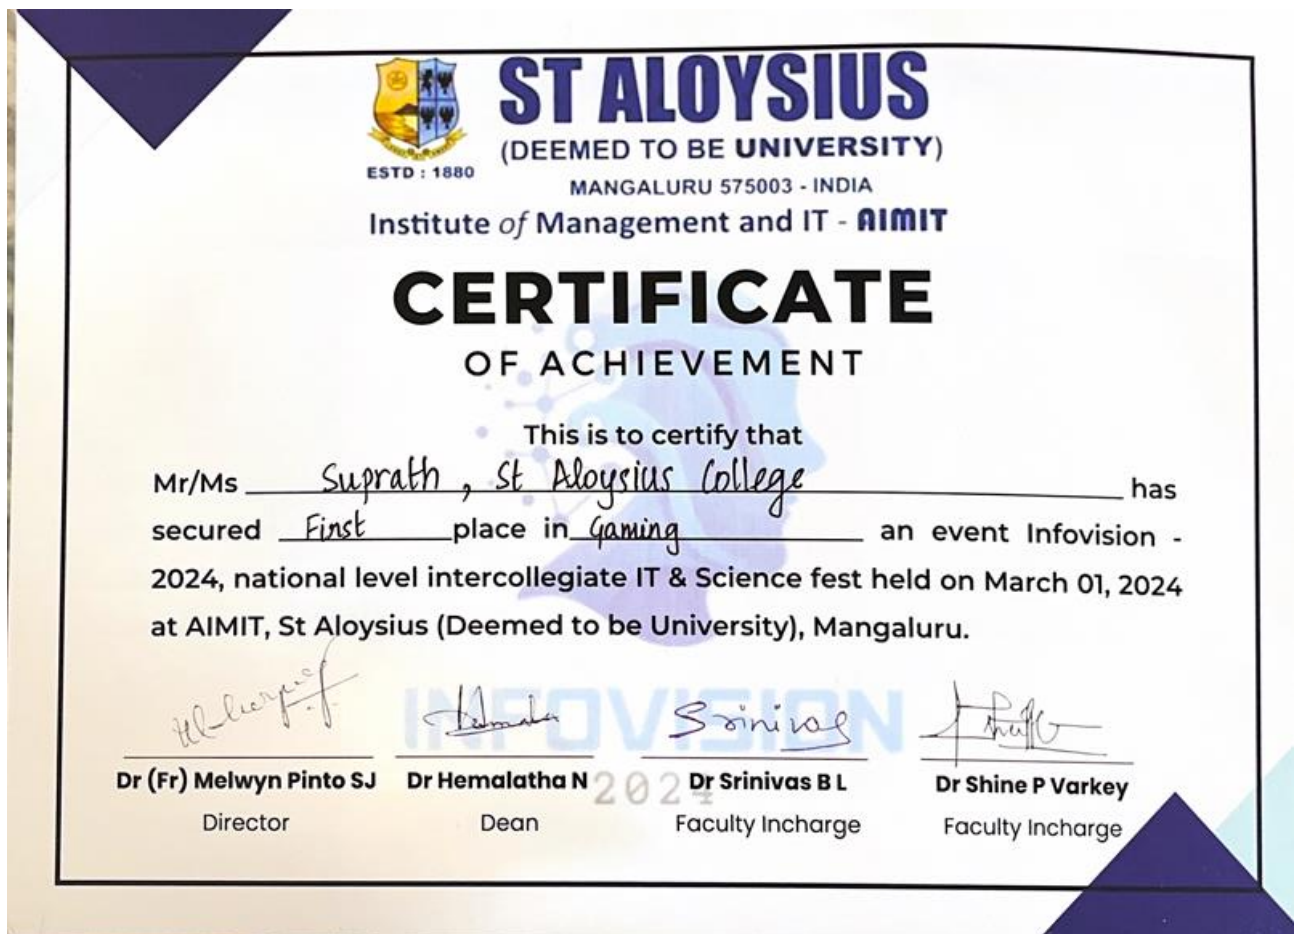 ST ALOYSIUS
(DEEMED TO BE UNIVERSITY)
ESTD : 1880
MANGALURU 575003 - INDIA
Institute of Management and IT - AIMIT
CERTIFICATE
OF ACHIEVEMENT
This is to certify that
Mr/Ms Suprath, St Aloysius College has
secured First place in Gaming an event Infovision -
2024, national level intercollegiate IT & Science fest held on March 01, 2024
at AIMIT, St Aloysius (Deemed to be University), Mangaluru.
INFOVISION
2024
Srinivas
Dr (Fr) Melwyn Pinto SJ Dr Hemalatha N Dr Srinivas B L Dr Shine P Varkey
Director Dean Faculty Incharge Faculty Incharge